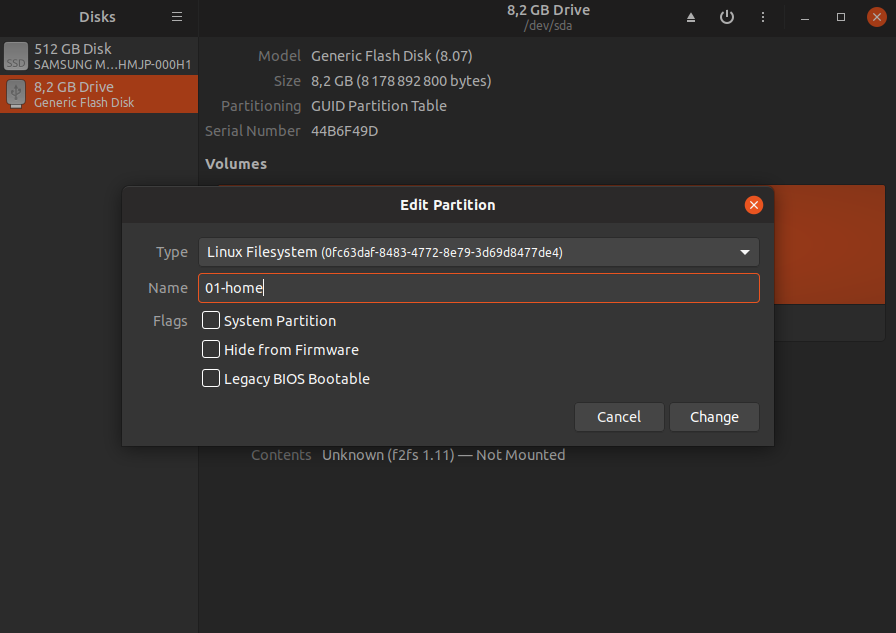 Disks
8,2 GB Drive
/dev/sda
512 GB Disk
SAMSUNG M…HMJP-000H1
SSD
8,2 GB Drive
Generic Flash Disk
Model Generic Flash Disk (8.07)
Size 8,2 GB (8 178 892 800 bytes)
Partitioning GUID Partition Table
Serial Number 44B6F49D
Volumes
Edit Partition
Type Linux Filesystem (0fc63daf-8483-4772-8e79-3d69d8477de4)
Name 01-home
Flags System Partition
Hide from Firmware
Legacy BIOS Bootable
Cancel Change
Contents Unknown (f2fs 1.11) — Not Mounted